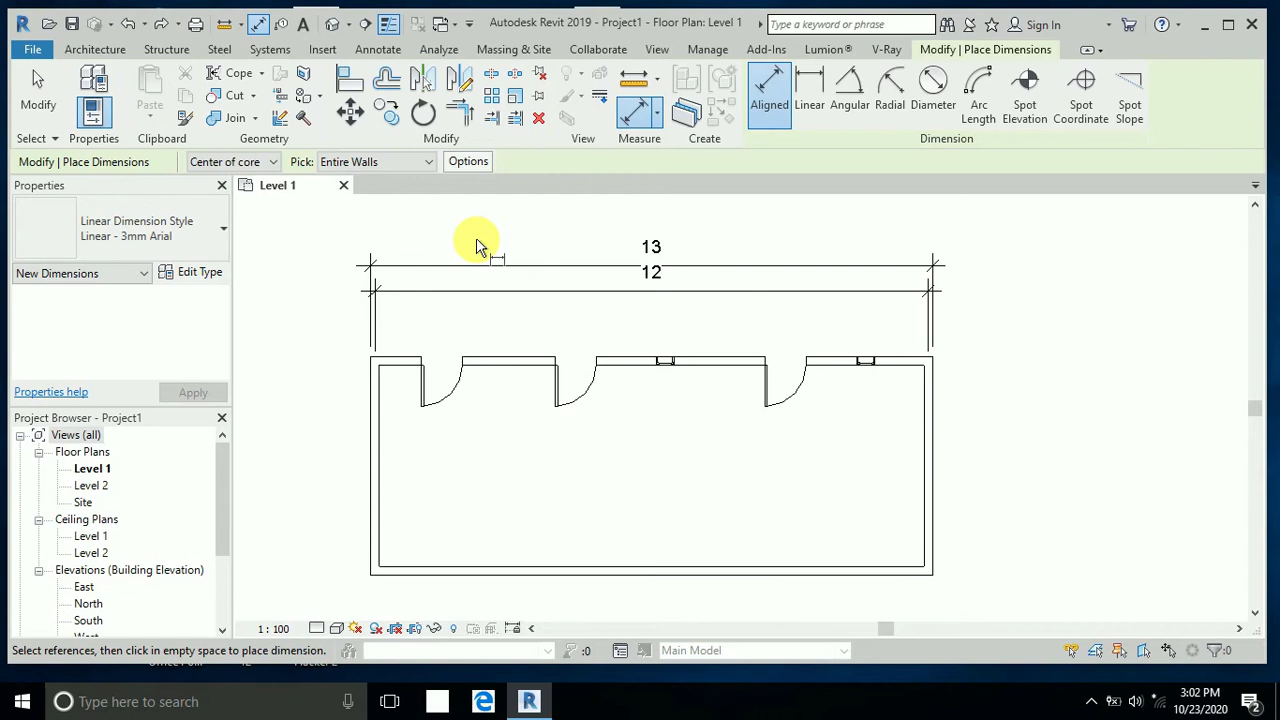 Autodesk Revit 2019 - Project1 - Floor Plan: Level 1
Type a keyword or phrase
Sign In
File Architecture Structure Steel Systems Insert Annotate Analyze Massing & Site Collaborate View Manage Add-Ins Lumion® V-Ray Modify | Place Dimensions
Modify
Properties
Paste
Cope
Cut
Join
Aligned Linear Angular Radial Diameter Arc Length Spot Elevation Spot Coordinate Spot Slope
Select Properties Clipboard Geometry Modify View Measure Create Dimension
Modify | Place Dimensions Center of core Pick: Entire Walls Options
Properties
Level 1
Linear Dimension Style
Linear - 3mm Arial
New Dimensions Edit Type
13
12
Properties help Apply
Project Browser - Project1
Views (all)
Floor Plans
Level 1
Level 2
Site
Ceiling Plans
Level 1
Level 2
Elevations (Building Elevation)
East
North
South
West
1 : 100
Select references, then click in empty space to place dimension.
:0
Main Model
:0
Type here to search
3:02 PM
10/23/2020
2